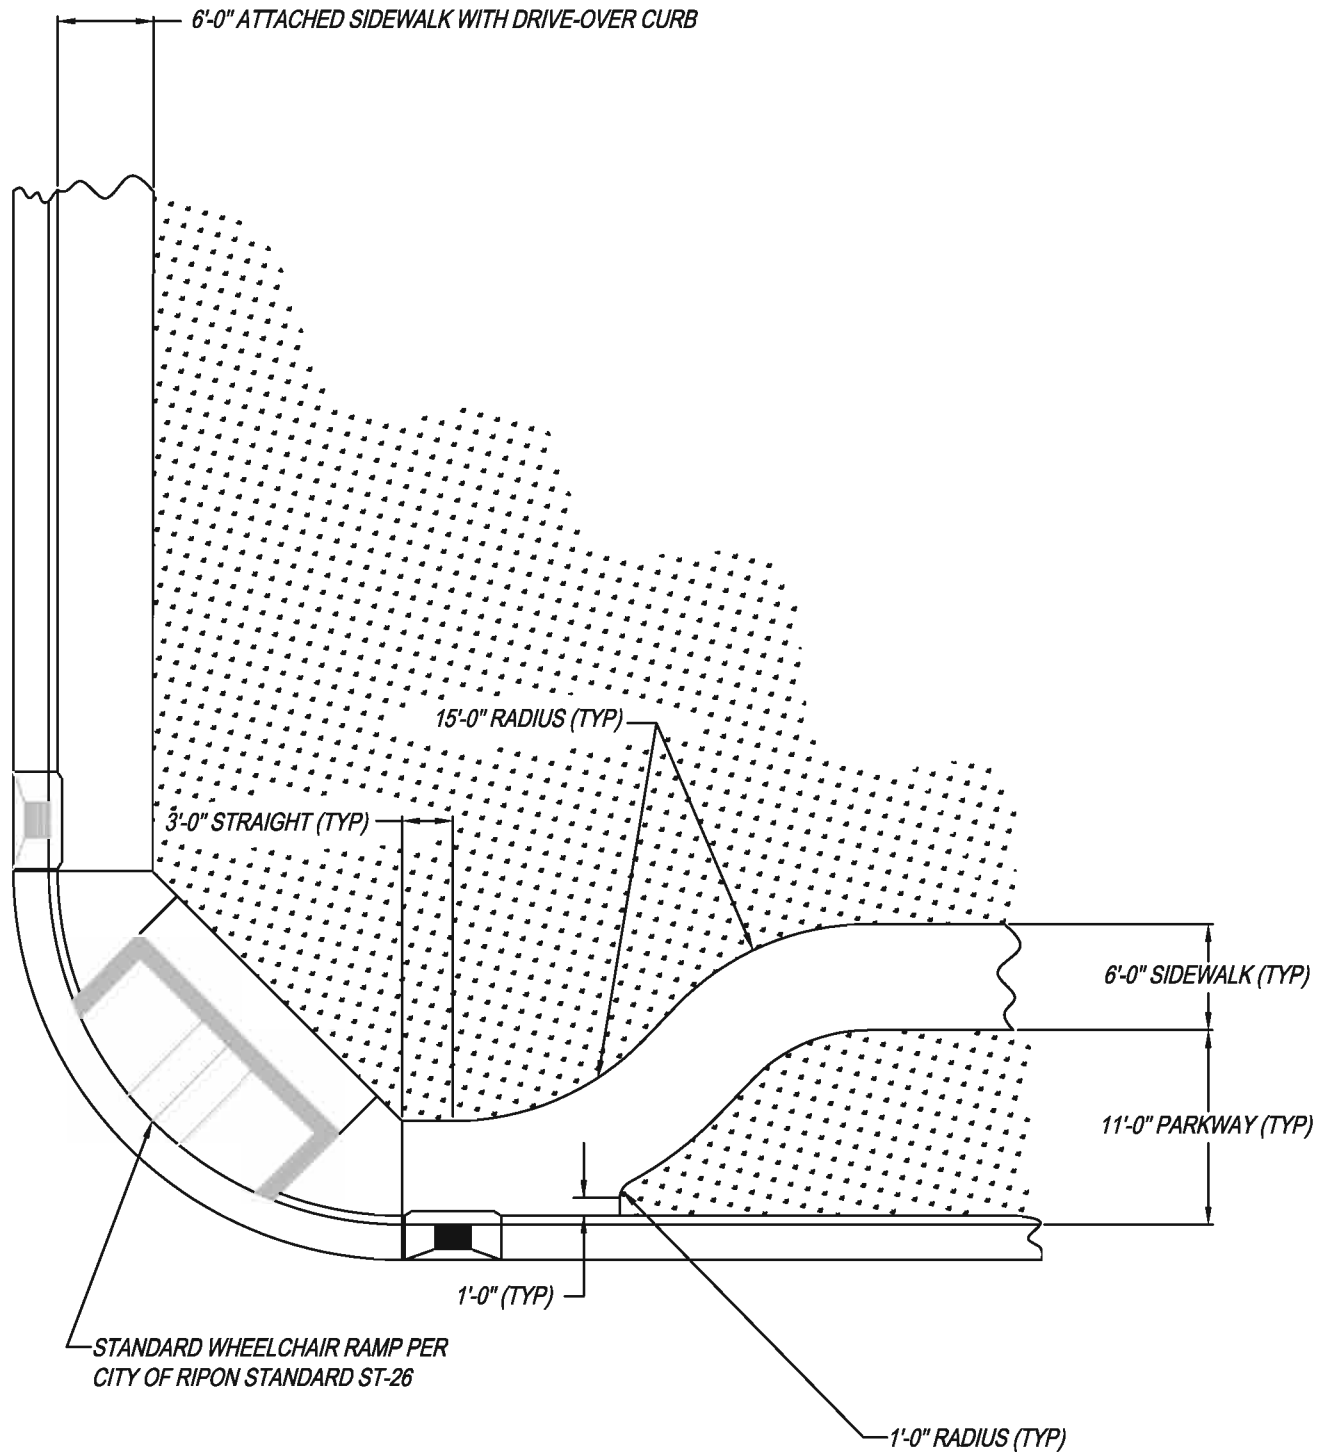 6'-0" ATTACHED SIDEWALK WITH DRIVE-OVER CURB
15'-0" RADIUS (TYP)
3'-0" STRAIGHT (TYP)
6'-0" SIDEWALK (TYP)
11'-0" PARKWAY (TYP)
1'-0" (TYP)
STANDARD WHEELCHAIR RAMP PER
CITY OF RIPON STANDARD ST-26
1'-0" RADIUS (TYP)